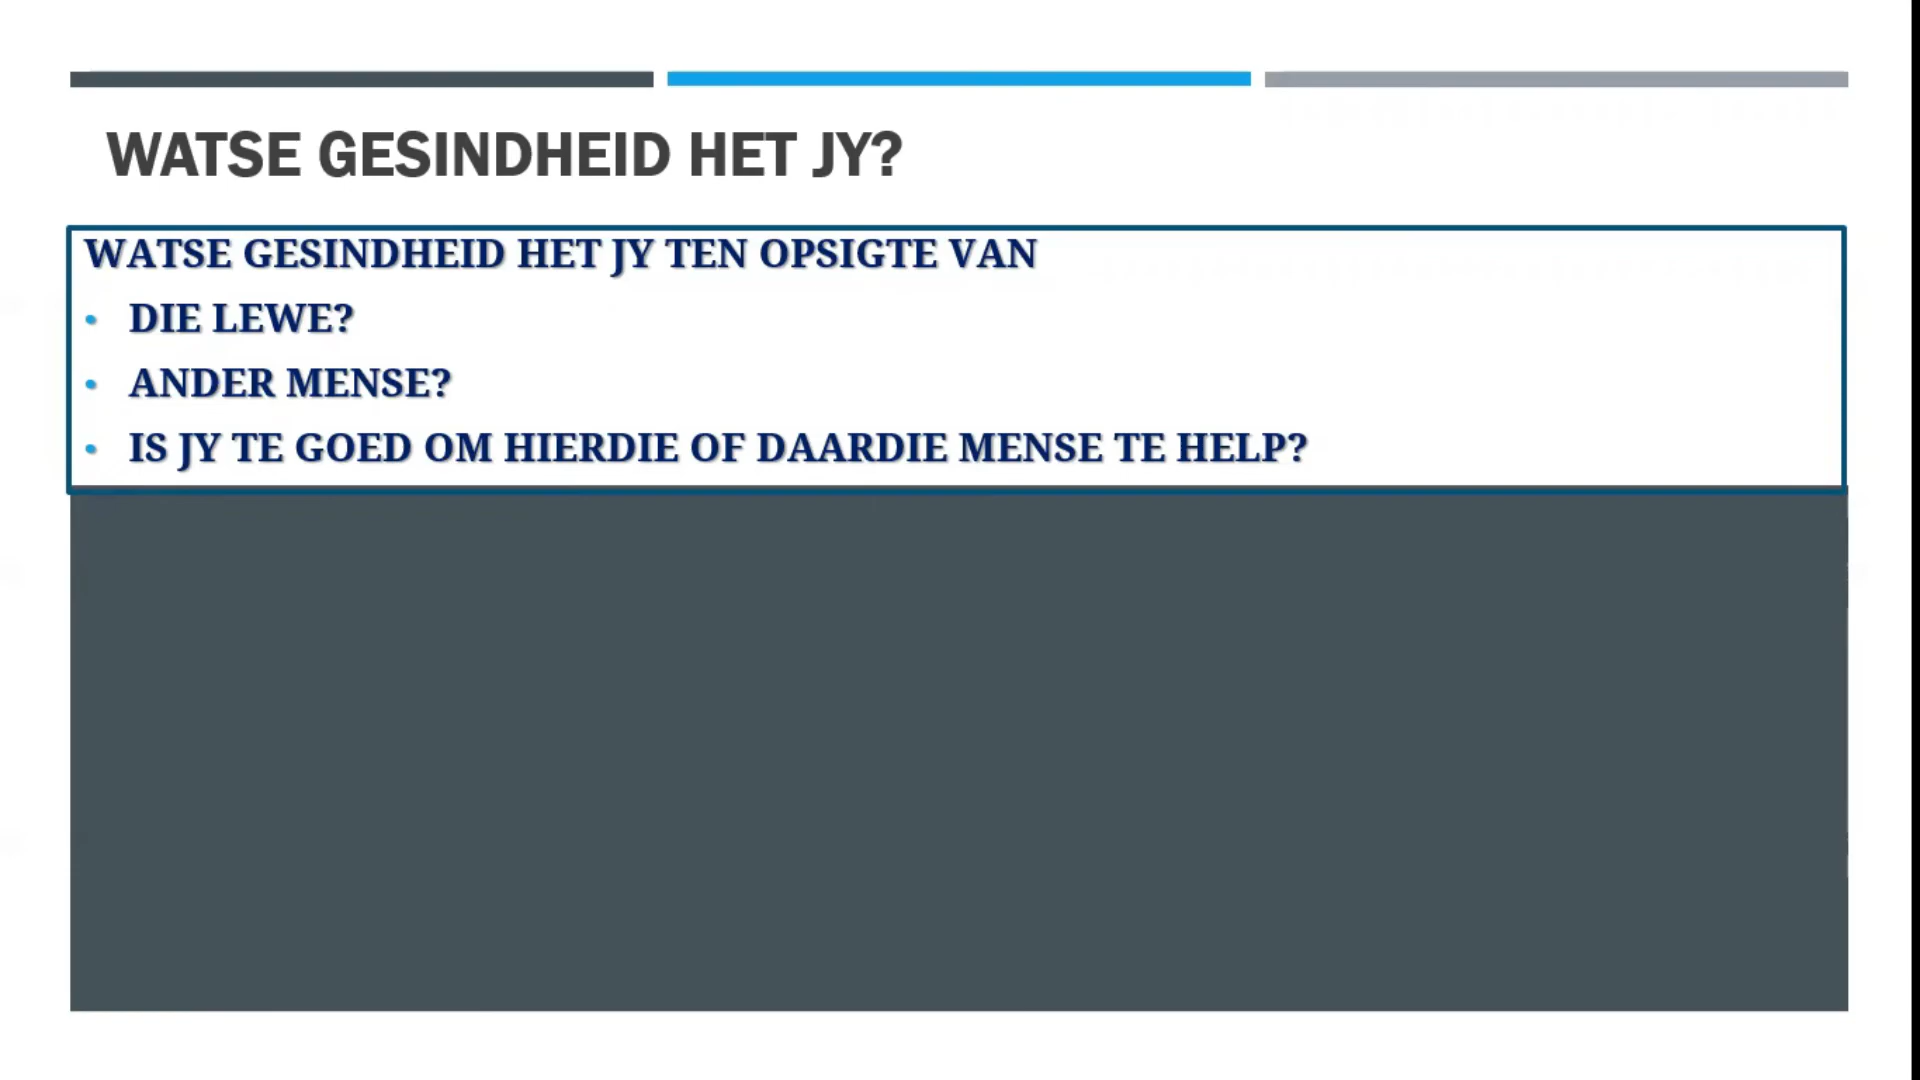 WATSE GESINDHEID HET JY?
WATSE GESINDHEID HET JY TEN OPSIGTE VAN
• DIE LEWE?
• ANDER MENSE?
• IS JY TE GOED OM HIERDIE OF DAARDIE MENSE TE HELP?